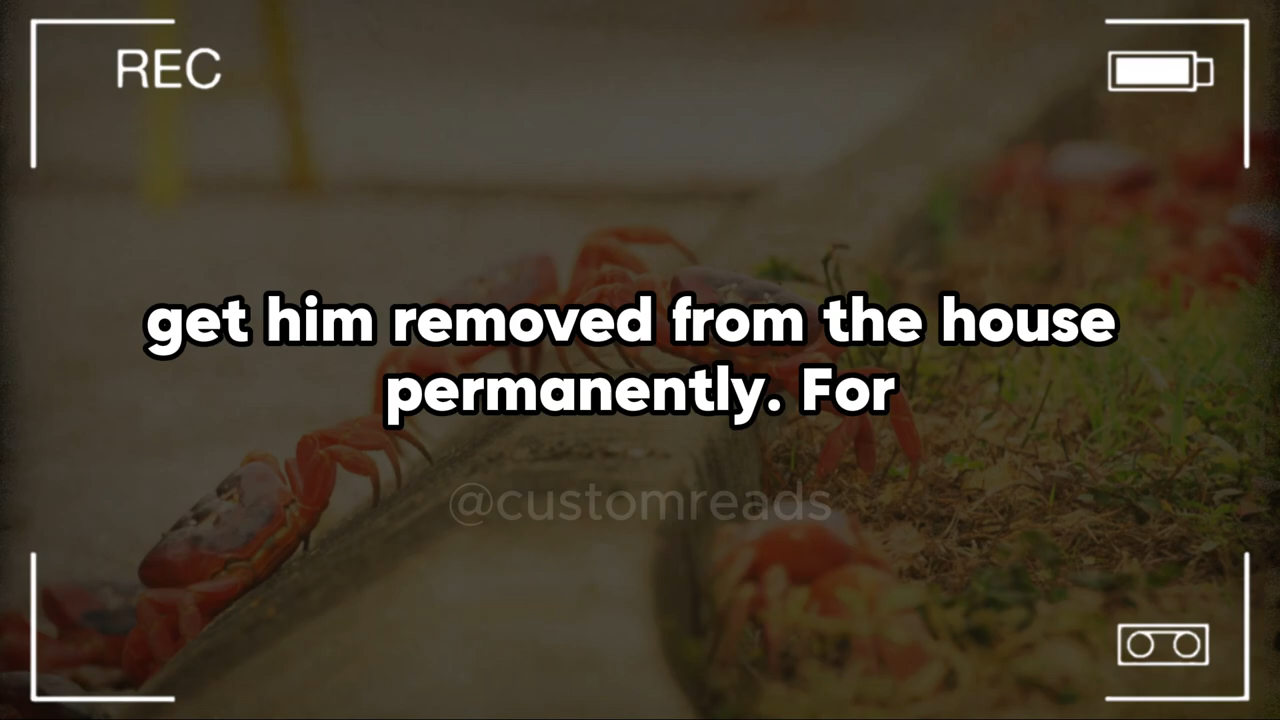 REC
get him removed from the house
permanently. For
@customreads